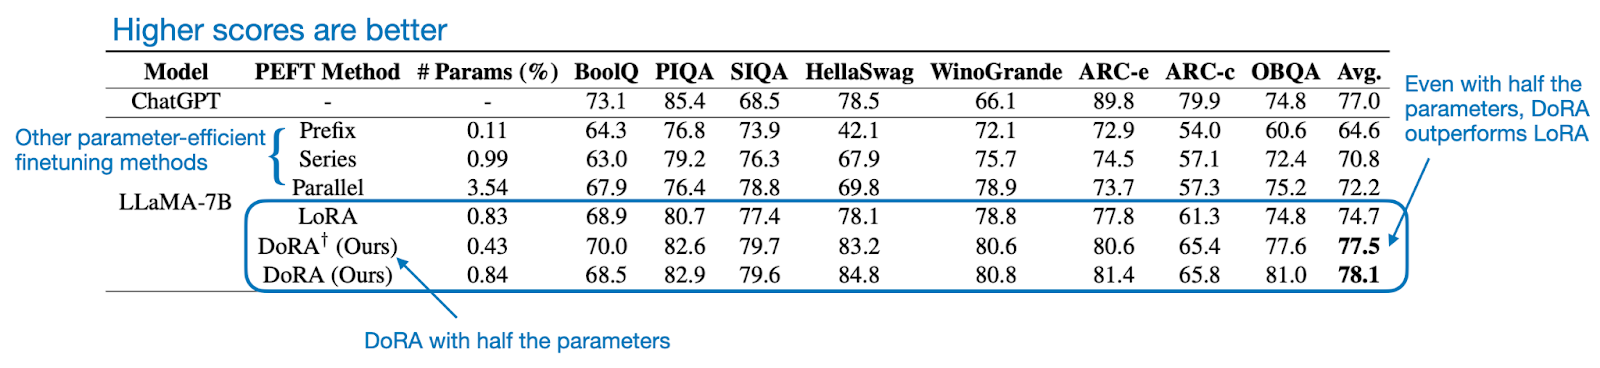 Higher scores are better
Model PEFT Method # Params (%) BoolQ PIQA SIQA HellaSwag WinoGrande ARC-e ARC-c OBQA Avg.
ChatGPT - - 73.1 85.4 68.5 78.5 66.1 89.8 79.9 74.8 77.0
Prefix 0.11 64.3 76.8 73.9 42.1 72.1 72.9 54.0 60.6 64.6
Series 0.99 63.0 79.2 76.3 67.9 75.7 74.5 57.1 72.4 70.8
Parallel 3.54 67.9 76.4 78.8 69.8 78.9 73.7 57.3 75.2 72.2
LLaMA-7B
LoRA 0.83 68.9 80.7 77.4 78.1 78.8 77.8 61.3 74.8 74.7
DoRA† (Ours) 0.43 70.0 82.6 79.7 83.2 80.6 80.6 65.4 77.6 77.5
DoRA (Ours) 0.84 68.5 82.9 79.6 84.8 80.8 81.4 65.8 81.0 78.1
Other parameter-efficient
finetuning methods
Even with half the
parameters, DoRA
outperforms LoRA
DoRA with half the parameters